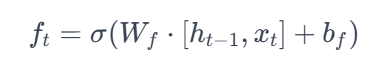 f_t = σ(W_f · [h_{t−1}, x_t] + b_f)